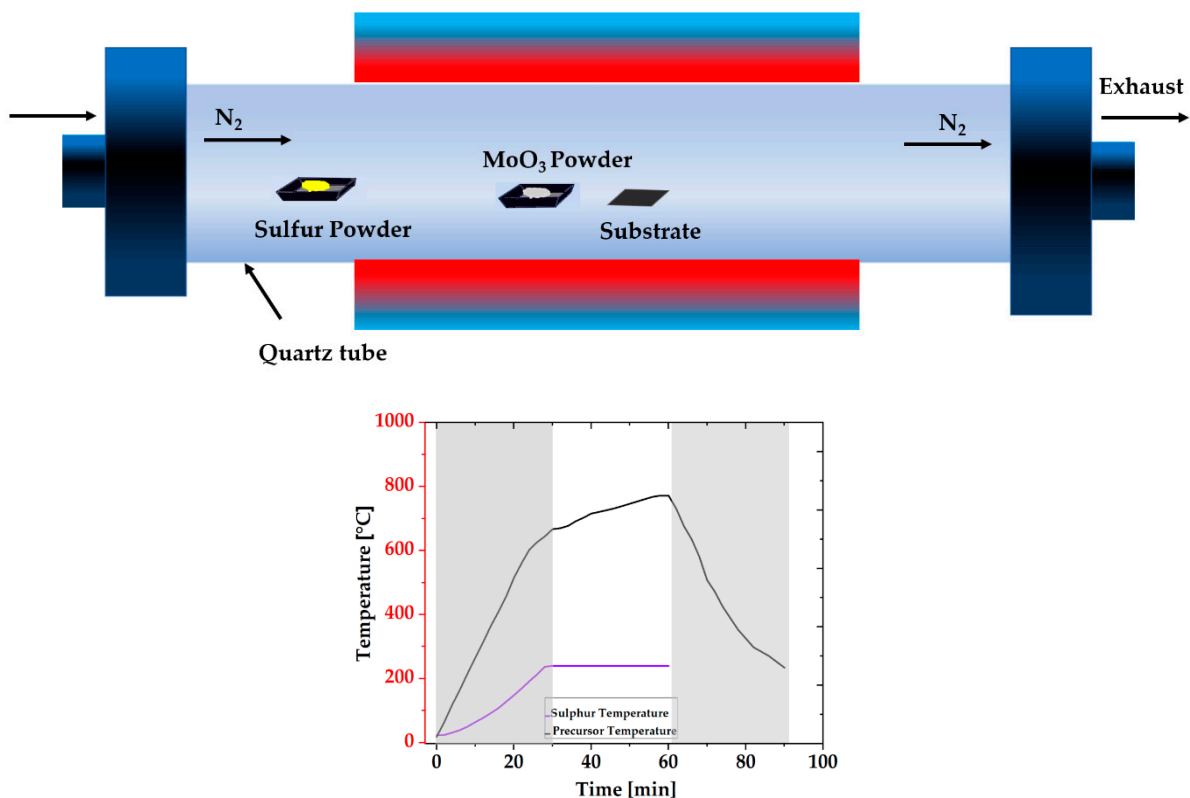 Exhaust
N₂
N₂
MoO₃ Powder
Sulfur Powder
Substrate
Quartz tube
1000
800
600
400
200
0
Temperature [°C]
Sulphur Temperature
Precursor Temperature
0 20 40 60 80 100
Time [min]